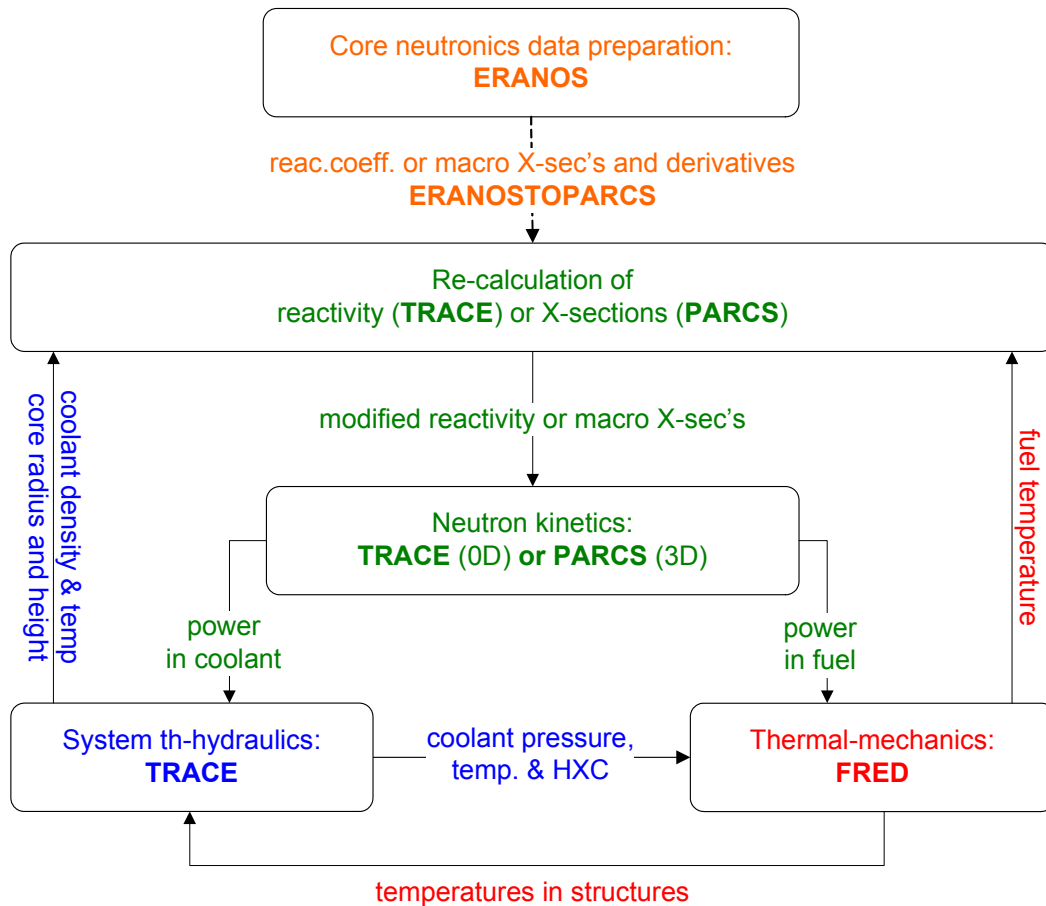 Core neutronics data preparation:
ERANOS
reac.coeff. or macro X-sec's and derivatives
ERANOSTOPARCS
Re-calculation of
reactivity (TRACE) or X-sections (PARCS)
coolant density & temp
core radius and height
modified reactivity or macro X-sec's
fuel temperature
Neutron kinetics:
TRACE (0D) or PARCS (3D)
power
in coolant
power
in fuel
System th-hydraulics:
TRACE
coolant pressure,
temp. & HXC
Thermal-mechanics:
FRED
temperatures in structures